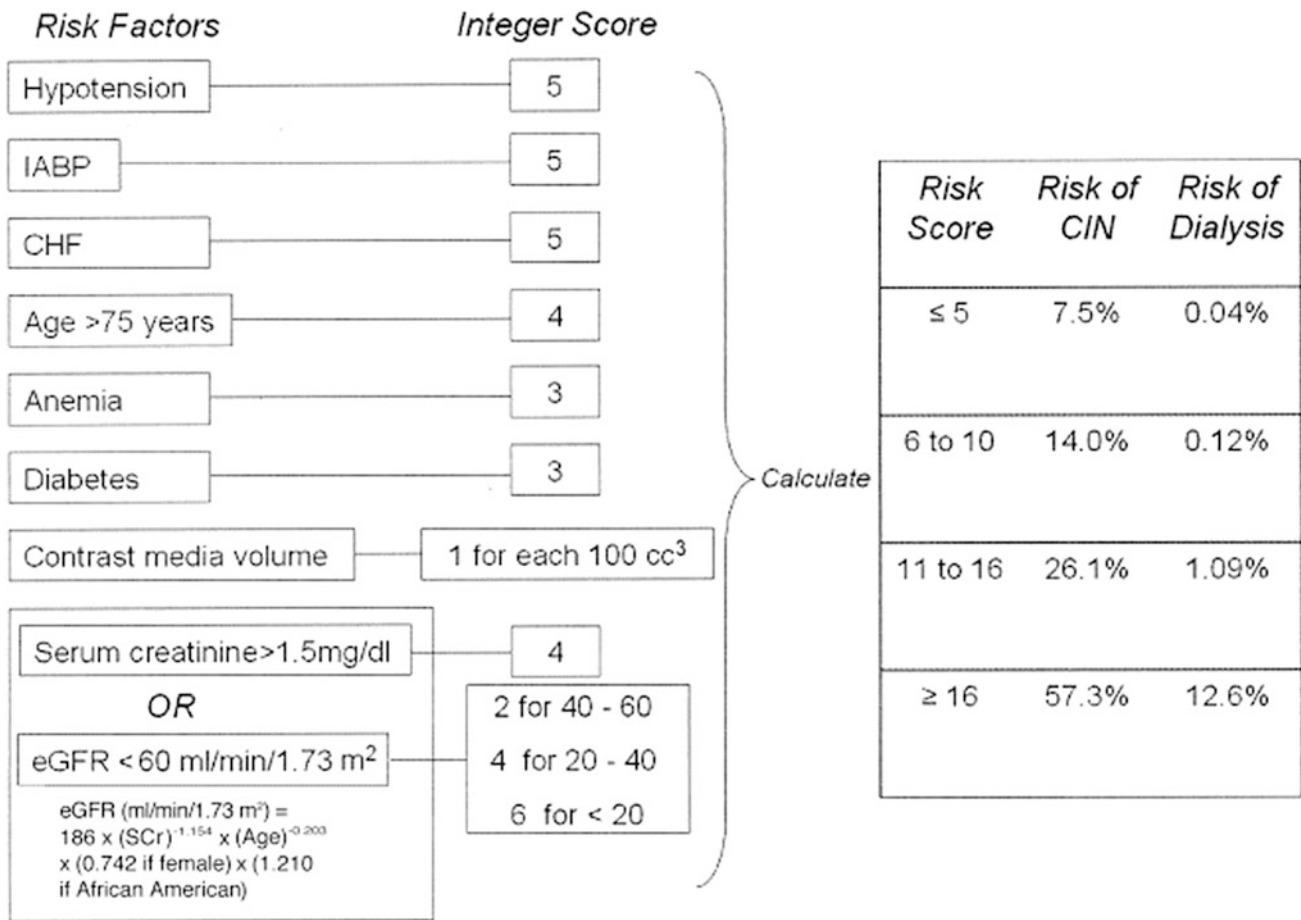 Risk Factors
Integer Score
Hypotension
5
IABP
5
CHF
5
Age >75 years
4
Anemia
3
Diabetes
3
Contrast media volume
1 for each 100 cc³
Serum creatinine>1.5mg/dl
4
OR
eGFR <60 ml/min/1.73 m²
2 for 40 - 60
4 for 20 - 40
6 for < 20
eGFR (ml/min/1.73 m²) =
186 x (SCr)⁻¹·¹⁵⁴ x (Age)⁻⁰·²⁰³
x (0.742 if female) x (1.210
if African American)
Calculate
Risk Score
Risk of CIN
Risk of Dialysis
≤ 5 7.5% 0.04%
6 to 10 14.0% 0.12%
11 to 16 26.1% 1.09%
≥ 16 57.3% 12.6%